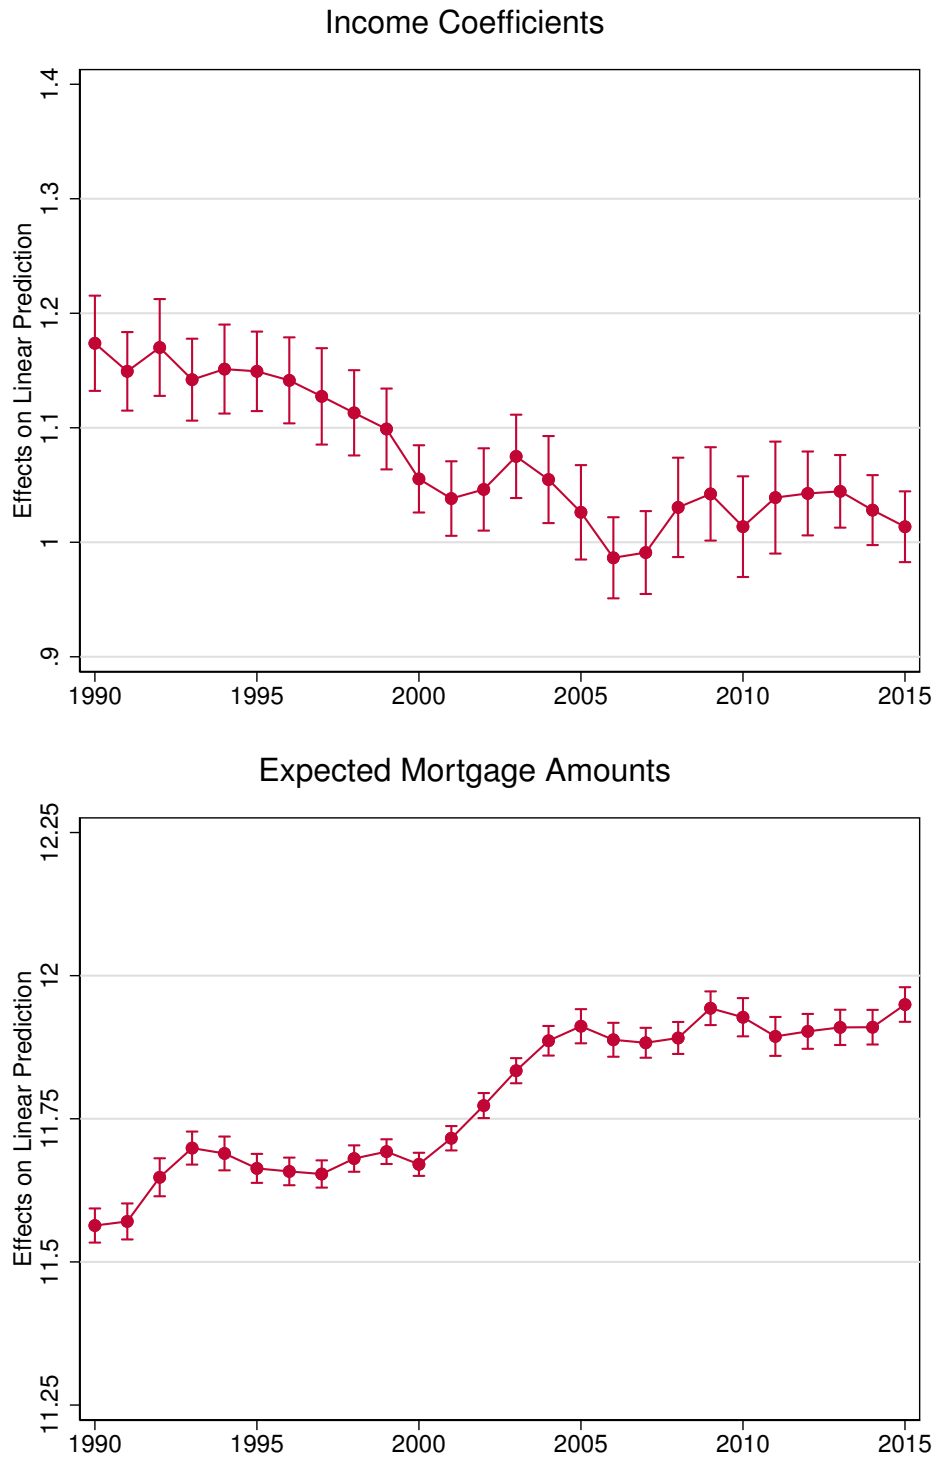 Income Coefficients
Effects on Linear Prediction
1.4
1.3
1.2
1.1
1
.9
1990 1995 2000 2005 2010 2015
Expected Mortgage Amounts
Effects on Linear Prediction
12.25
12
11.75
11.5
11.25
1990 1995 2000 2005 2010 2015